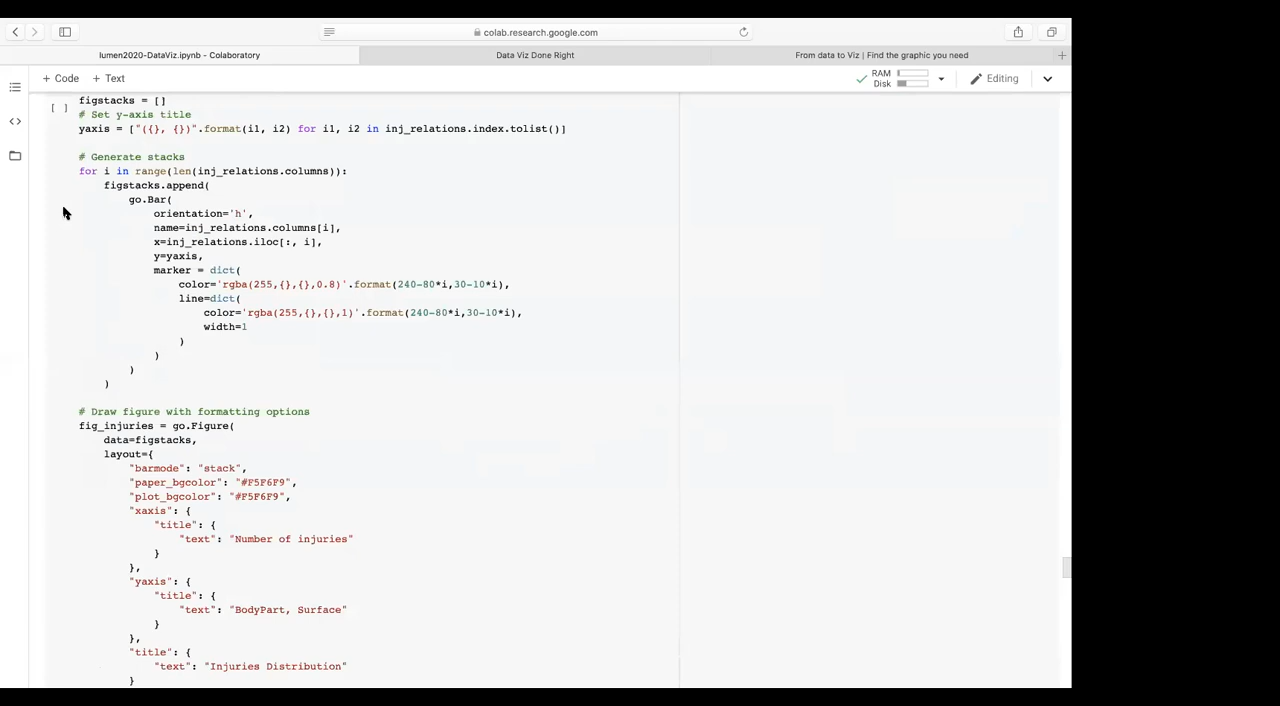 colab.research.google.com
lumen2020-DataViz.ipynb - Colaboratory
Data Viz Done Right
From data to Viz | Find the graphic you need
+ Code + Text
RAM
Disk
Editing
[ ]
figstacks = []
# Set y-axis title
yaxis = ["({}, {})".format(i1, i2) for i1, i2 in inj_relations.index.tolist()]
# Generate stacks
for i in range(len(inj_relations.columns)):
figstacks.append(
go.Bar(
orientation='h',
name=inj_relations.columns[i],
x=inj_relations.iloc[:, i],
y=yaxis,
marker = dict(
color='rgba(255,{},{},0.8)'.format(240-80*i,30-10*i),
line=dict(
color='rgba(255,{},{},1)'.format(240-80*i,30-10*i),
width=1
)
)
)
)
# Draw figure with formatting options
fig_injuries = go.Figure(
data=figstacks,
layout={
"barmode": "stack",
"paper_bgcolor": "#F5F6F9",
"plot_bgcolor": "#F5F6F9",
"xaxis": {
"title": {
"text": "Number of injuries"
}
},
"yaxis": {
"title": {
"text": "BodyPart, Surface"
}
},
"title": {
"text": "Injuries Distribution"
}